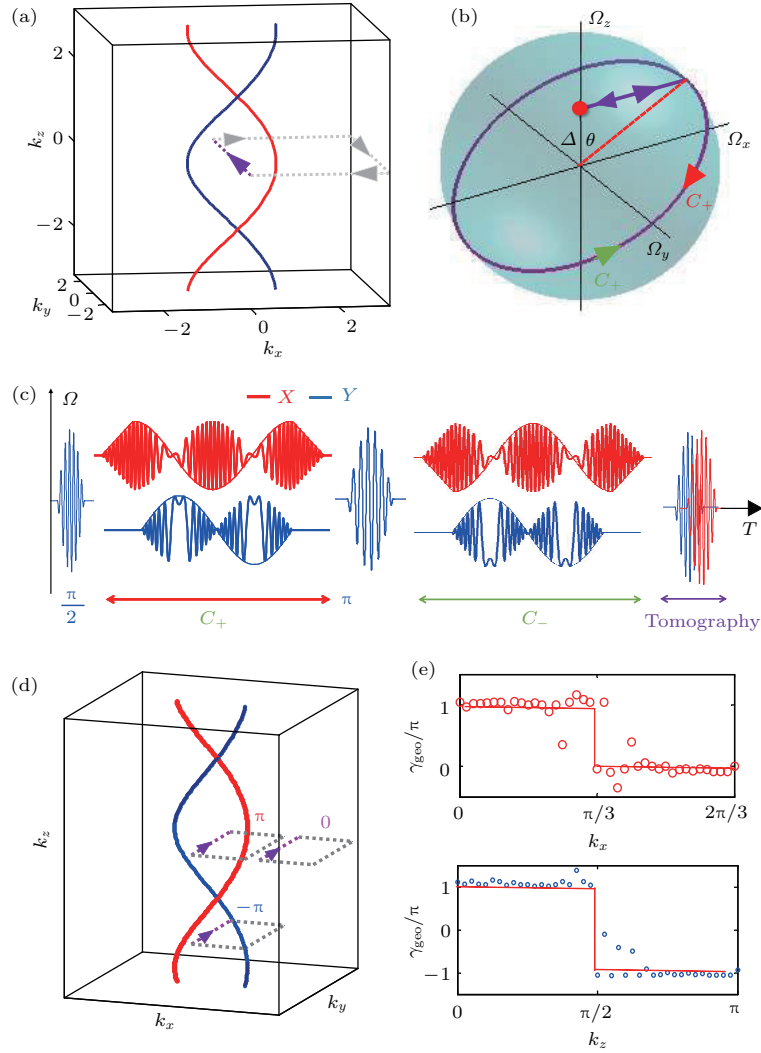 (a)
2
0
−2
k_z
2
0
−2
k_y
−2
0
2
k_x
(b)
Ω_z
Δ
θ
Ω_x
C_+
Ω_y
C_+
(c)
Ω
X
Y
T
π/2
C_+
π
C_−
Tomography
(d)
k_z
π
0
−π
k_x
k_y
(e)
γ_geo/π
1
0
0
π/3
2π/3
k_x
γ_geo/π
1
0
−1
0
π/2
π
k_z